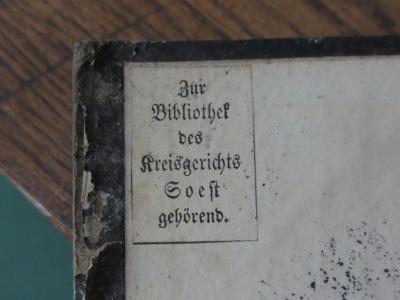 Zur
Bibliothek
des
Kreisgerichts
Soest
gehörend.